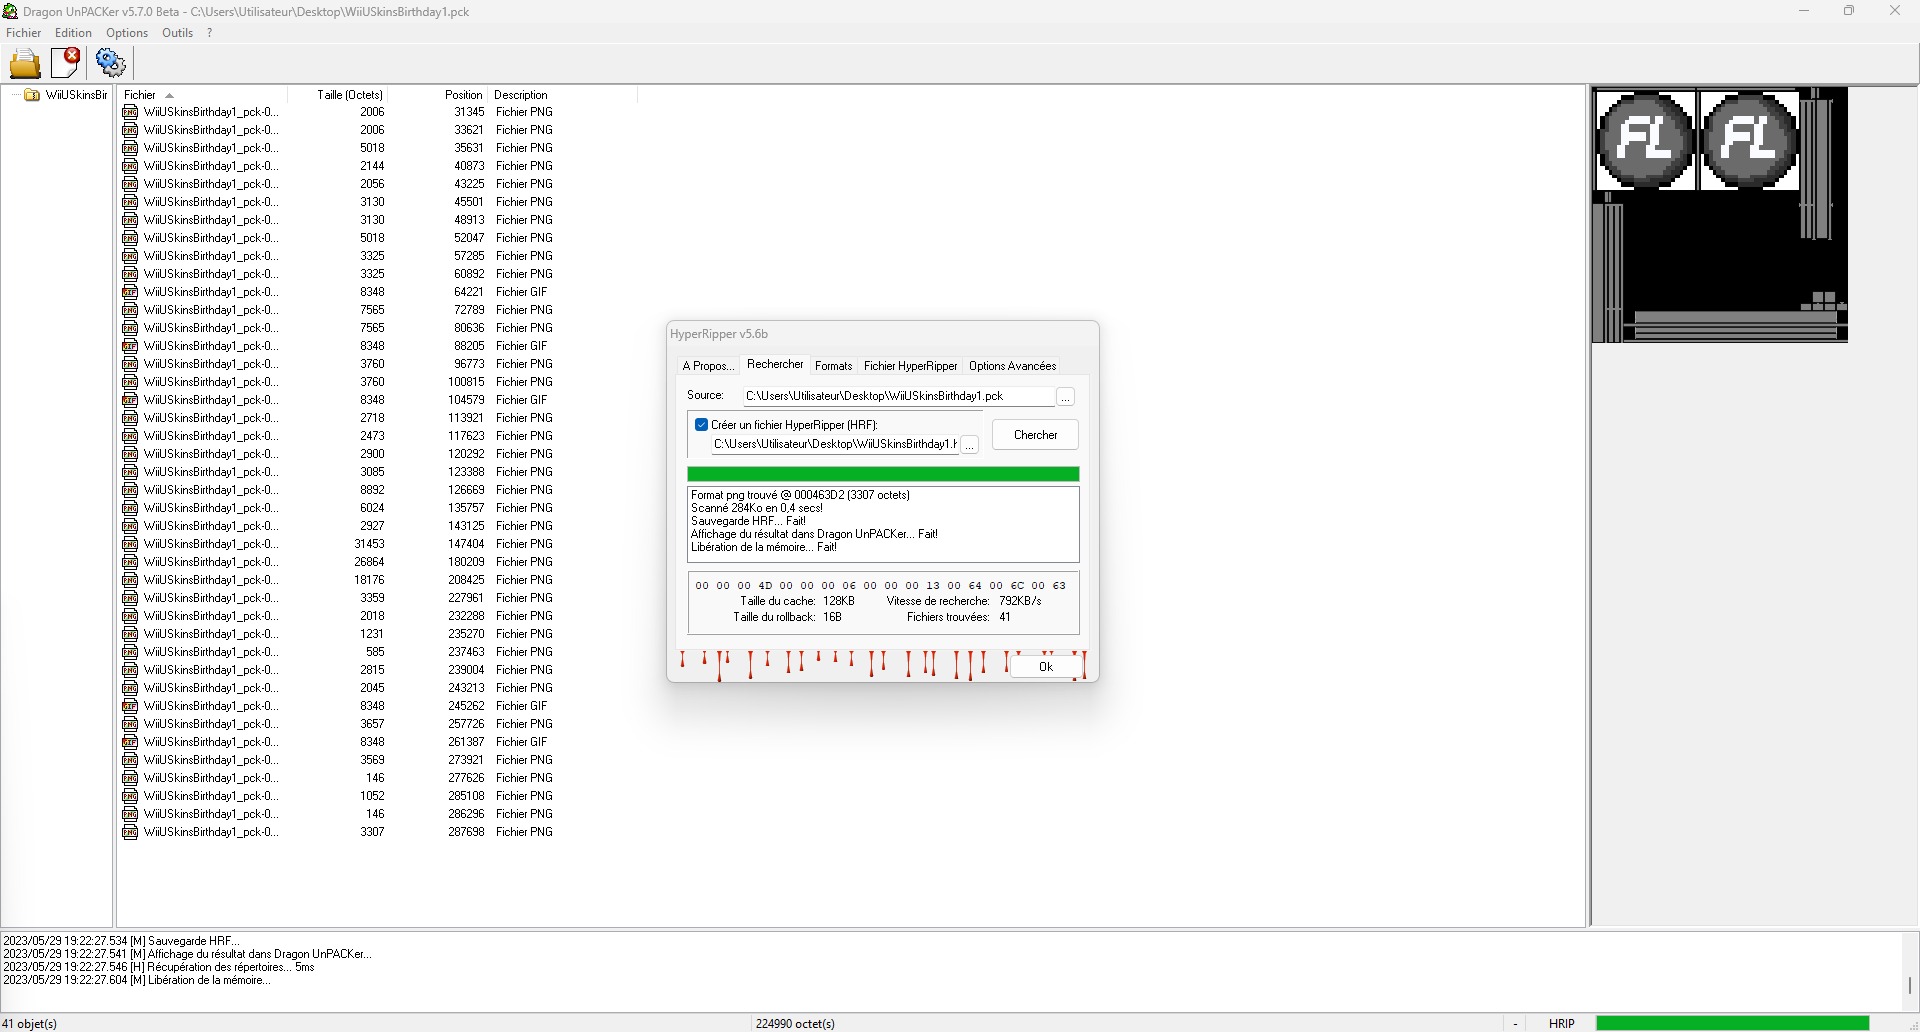 Dragon UnPACKer v5.7.0 Beta - C:\Users\Utilisateur\Desktop\WiiUSkinsBirthday1.pck
Fichier Edition Options Outils ?
WiiUSkinsBir
Fichier Taille (Octets) Position Description
WiiUSkinsBirthday1_pck-0... 2006 31345 Fichier PNG
WiiUSkinsBirthday1_pck-0... 2006 33621 Fichier PNG
WiiUSkinsBirthday1_pck-0... 5018 35631 Fichier PNG
WiiUSkinsBirthday1_pck-0... 2144 40873 Fichier PNG
WiiUSkinsBirthday1_pck-0... 2056 43225 Fichier PNG
WiiUSkinsBirthday1_pck-0... 3130 45501 Fichier PNG
WiiUSkinsBirthday1_pck-0... 3130 48913 Fichier PNG
WiiUSkinsBirthday1_pck-0... 5018 52047 Fichier PNG
WiiUSkinsBirthday1_pck-0... 3325 57285 Fichier PNG
WiiUSkinsBirthday1_pck-0... 3325 60892 Fichier PNG
WiiUSkinsBirthday1_pck-0... 8348 64221 Fichier GIF
WiiUSkinsBirthday1_pck-0... 7565 72789 Fichier PNG
WiiUSkinsBirthday1_pck-0... 7565 80636 Fichier PNG
WiiUSkinsBirthday1_pck-0... 8348 88205 Fichier GIF
WiiUSkinsBirthday1_pck-0... 3760 96773 Fichier PNG
WiiUSkinsBirthday1_pck-0... 3760 100815 Fichier PNG
WiiUSkinsBirthday1_pck-0... 8348 104579 Fichier GIF
WiiUSkinsBirthday1_pck-0... 2718 113921 Fichier PNG
WiiUSkinsBirthday1_pck-0... 2473 117623 Fichier PNG
WiiUSkinsBirthday1_pck-0... 2900 120292 Fichier PNG
WiiUSkinsBirthday1_pck-0... 3085 123388 Fichier PNG
WiiUSkinsBirthday1_pck-0... 8892 126669 Fichier PNG
WiiUSkinsBirthday1_pck-0... 6024 135757 Fichier PNG
WiiUSkinsBirthday1_pck-0... 2927 143125 Fichier PNG
WiiUSkinsBirthday1_pck-0... 31453 147404 Fichier PNG
WiiUSkinsBirthday1_pck-0... 26864 180209 Fichier PNG
WiiUSkinsBirthday1_pck-0... 18176 208425 Fichier PNG
WiiUSkinsBirthday1_pck-0... 3359 227961 Fichier PNG
WiiUSkinsBirthday1_pck-0... 2018 232288 Fichier PNG
WiiUSkinsBirthday1_pck-0... 1231 235270 Fichier PNG
WiiUSkinsBirthday1_pck-0... 585 237463 Fichier PNG
WiiUSkinsBirthday1_pck-0... 2815 239004 Fichier PNG
WiiUSkinsBirthday1_pck-0... 2045 243213 Fichier PNG
WiiUSkinsBirthday1_pck-0... 8348 245262 Fichier GIF
WiiUSkinsBirthday1_pck-0... 3657 257726 Fichier PNG
WiiUSkinsBirthday1_pck-0... 8348 261387 Fichier GIF
WiiUSkinsBirthday1_pck-0... 3569 273921 Fichier PNG
WiiUSkinsBirthday1_pck-0... 146 277626 Fichier PNG
WiiUSkinsBirthday1_pck-0... 1052 285108 Fichier PNG
WiiUSkinsBirthday1_pck-0... 146 286296 Fichier PNG
WiiUSkinsBirthday1_pck-0... 3307 287698 Fichier PNG
HyperRipper v5.6b
A Propos... Rechercher Formats Fichier HyperRipper Options Avancées
Source: C:\Users\Utilisateur\Desktop\WiiUSkinsBirthday1.pck ...
Créer un fichier HyperRipper (HRF):
C:\Users\Utilisateur\Desktop\WiiUSkinsBirthday1.h ...
Chercher
Format png trouvé @ 000463D2 (3307 octets)
Scanné 284Ko en 0,4 secs!
Sauvegarde HRF... Fait!
Affichage du résultat dans Dragon UnPACKer... Fait!
Libération de la mémoire... Fait!
00 00 00 4D 00 00 00 06 00 00 00 13 00 64 00 6C 00 63
Taille du cache: 128KB Vitesse de recherche: 792KB/s
Taille du rollback: 16B Fichiers trouvées: 41
Ok
FL FL
2023/05/29 19:22:27.534 [M] Sauvegarde HRF...
2023/05/29 19:22:27.541 [M] Affichage du résultat dans Dragon UnPACKer...
2023/05/29 19:22:27.546 [H] Récupération des répertoires... 5ms
2023/05/29 19:22:27.604 [M] Libération de la mémoire...
41 objet(s) 224990 octet(s) - HRIP